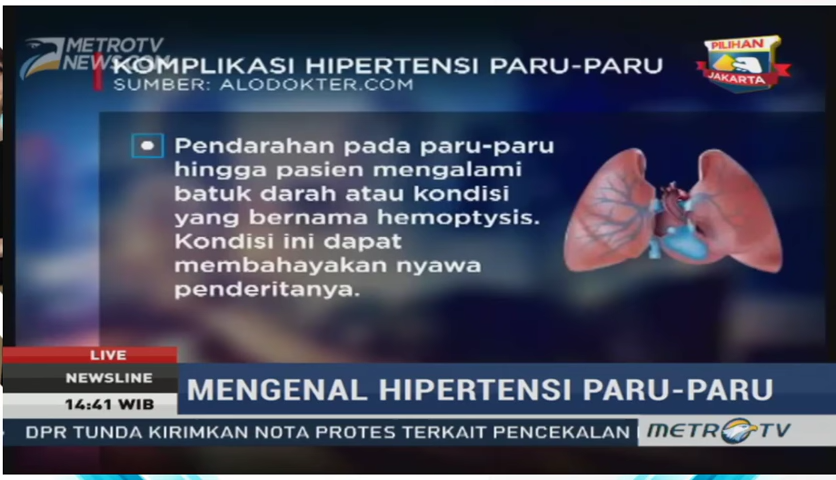 METROTV
NEWS.COM
KOMPLIKASI HIPERTENSI PARU-PARU
SUMBER: ALODOKTER.COM
PILIHAN
JAKARTA
Pendarahan pada paru-paru
hingga pasien mengalami
batuk darah atau kondisi
yang bernama hemoptysis.
Kondisi ini dapat
membahayakan nyawa
penderitanya.
LIVE
NEWSLINE
14:41 WIB
MENGENAL HIPERTENSI PARU-PARU
DPR TUNDA KIRIMKAN NOTA PROTES TERKAIT PENCEKALAN
METROTV